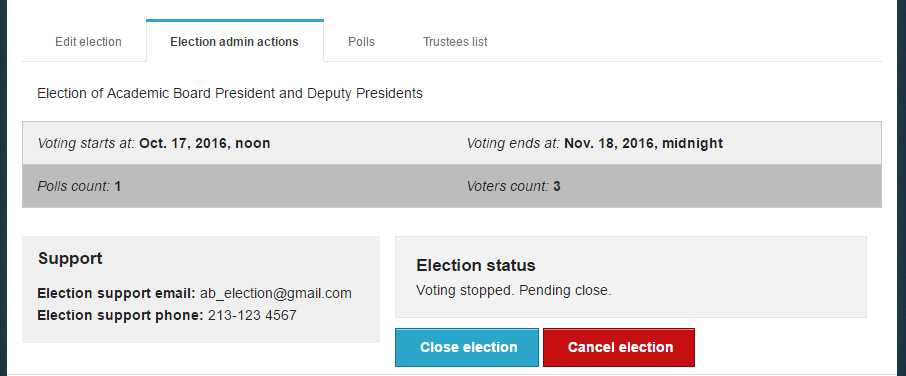 Edit election Election admin actions Polls Trustees list
Election of Academic Board President and Deputy Presidents
Voting starts at: Oct. 17, 2016, noon Voting ends at: Nov. 18, 2016, midnight
Polls count: 1 Voters count: 3
Support
Election support email: ab_election@gmail.com
Election support phone: 213-123 4567
Election status
Voting stopped. Pending close.
Close election Cancel election